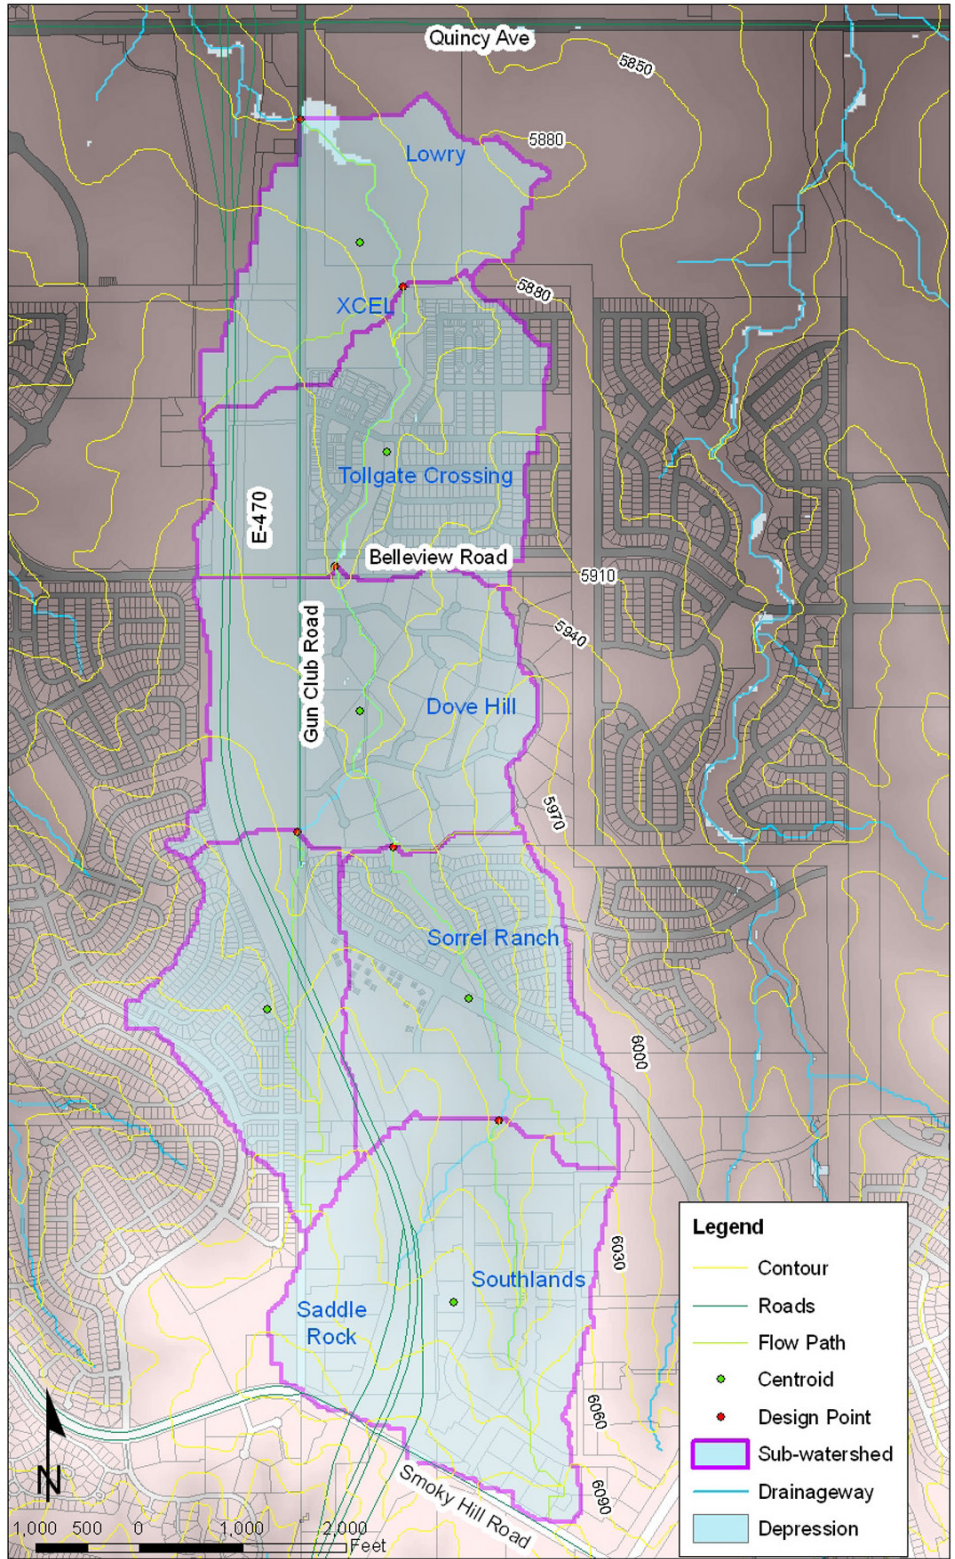 Quincy Ave
5850
5880
Lowry
5880
XCEL
Tollgate Crossing
E-470
Belleview Road
5910
5940
Gun Club Road
Dove Hill
5970
Sorrel Ranch
6000
6030
Southlands
Saddle
Rock
6060
6090
Smoky Hill Road
N
1,000 500 0 1,000 2,000
Feet
Legend
Contour
Roads
Flow Path
Centroid
Design Point
Sub-watershed
Drainageway
Depression